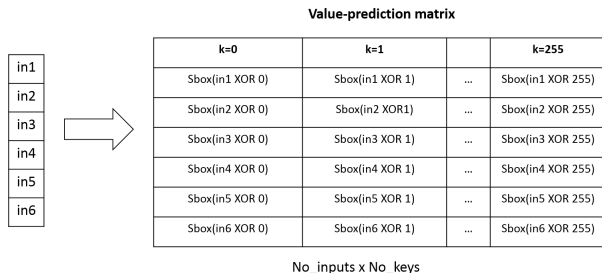 Value-prediction matrix
k=0 k=1 k=255
in1 Sbox(in1 XOR 0) Sbox(in1 XOR 1) ... Sbox(in1 XOR 255)
in2 Sbox(in2 XOR 0) Sbox(in2 XOR1) ... Sbox(in2 XOR 255)
in3 Sbox(in3 XOR 0) Sbox(in3 XOR 1) ... Sbox(in3 XOR 255)
in4 Sbox(in4 XOR 0) Sbox(in4 XOR 1) ... Sbox(in4 XOR 255)
in5 Sbox(in5 XOR 0) Sbox(in5 XOR 1) ... Sbox(in5 XOR 255)
in6 Sbox(in6 XOR 0) Sbox(in6 XOR 1) ... Sbox(in6 XOR 255)
No_inputs x No_keys